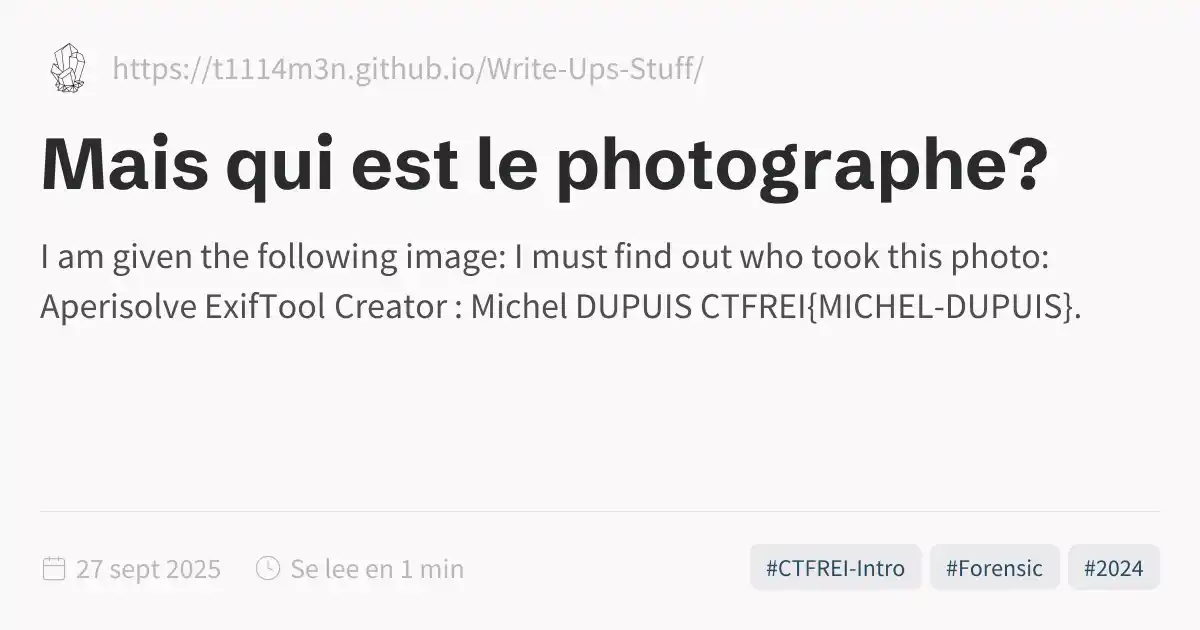 https://t1114m3n.github.io/Write-Ups-Stuff/
Mais qui est le photographe?
I am given the following image: I must find out who took this photo:
Aperisolve ExifTool Creator : Michel DUPUIS CTFREI{MICHEL-DUPUIS}.
27 sept 2025 Se lee en 1 min #CTFREI-Intro #Forensic #2024